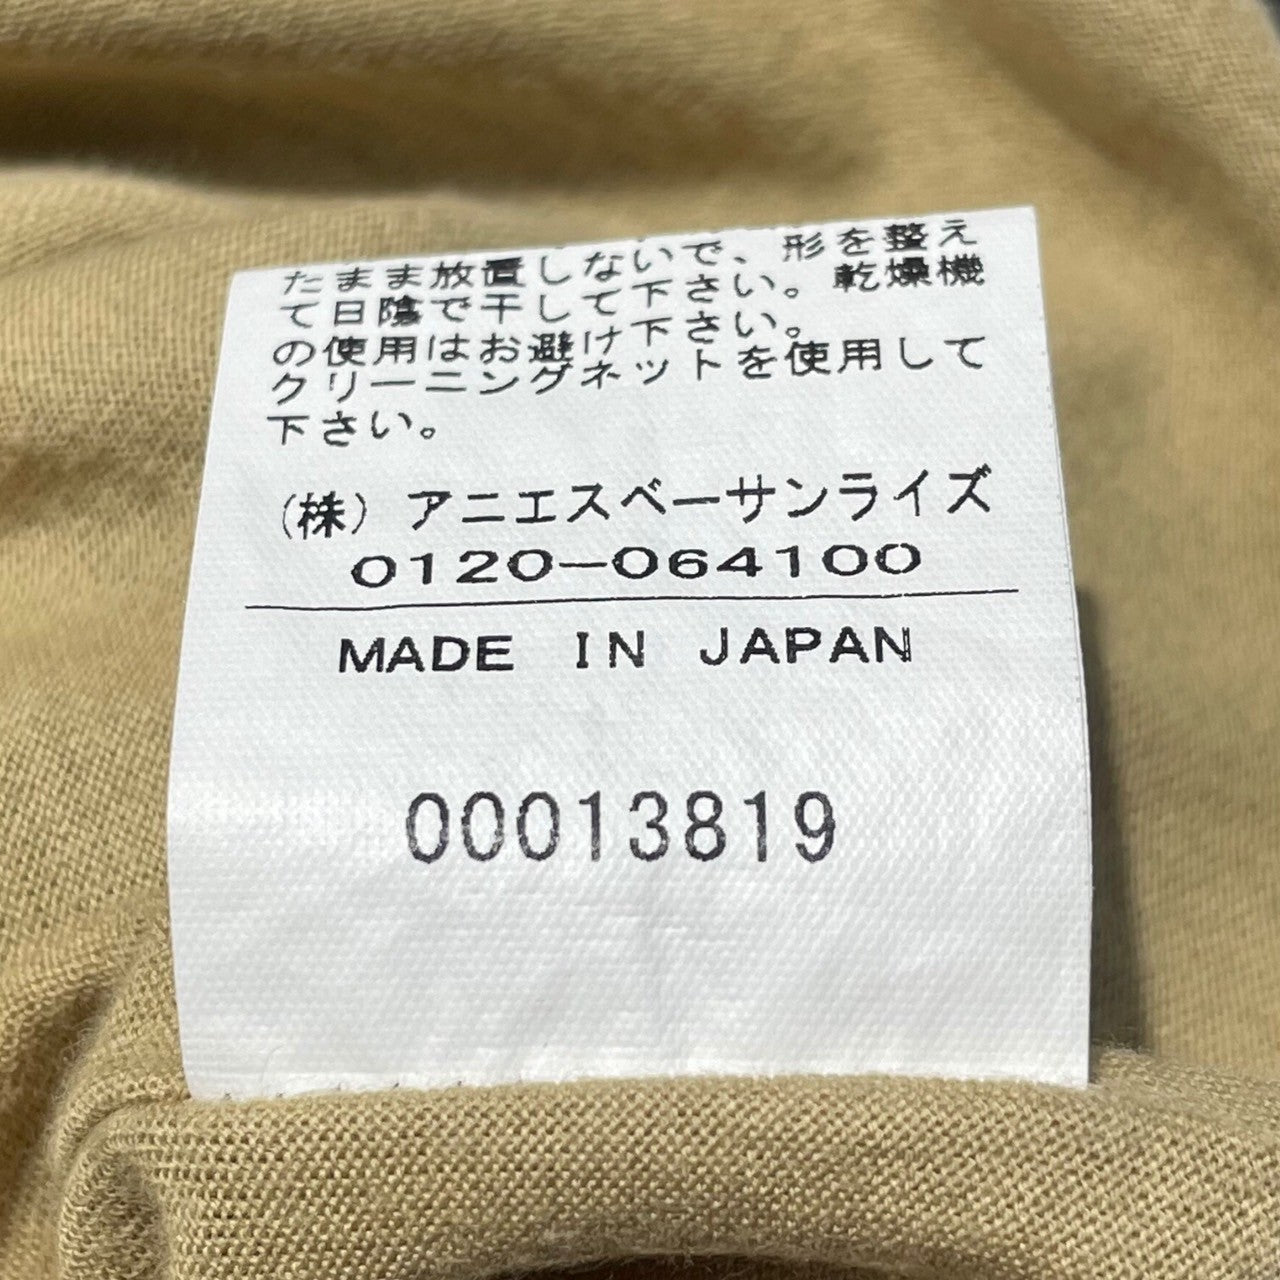 たまま放置しないで、形を整え
て日陰で干して下さい。乾燥機
の使用はお避け下さい。
クリーニングネットを使用して
下さい。
(株)アニエスベーサンライズ
0120-064100
MADE IN JAPAN
00013819